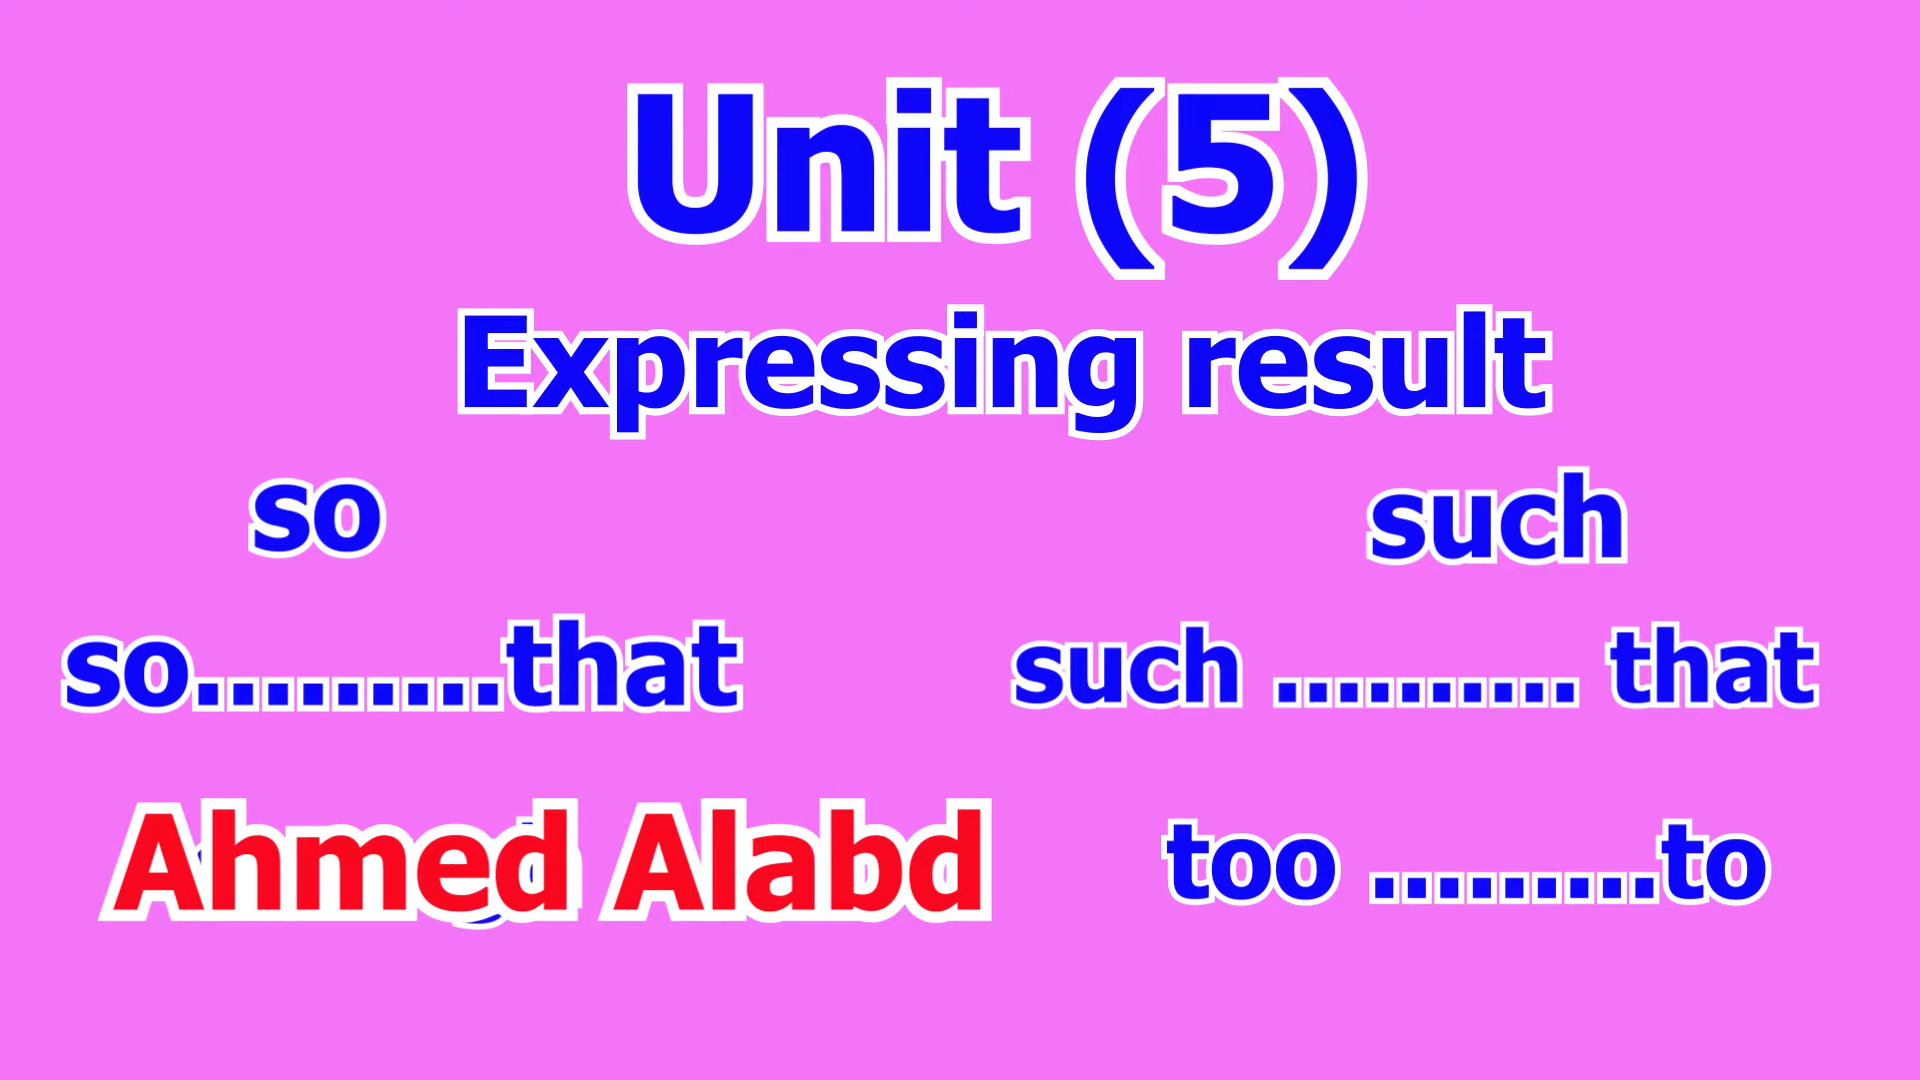 Unit (5)
Expressing result
so
such
so.........that
such .......... that
Ahmed Alabd
too .........to